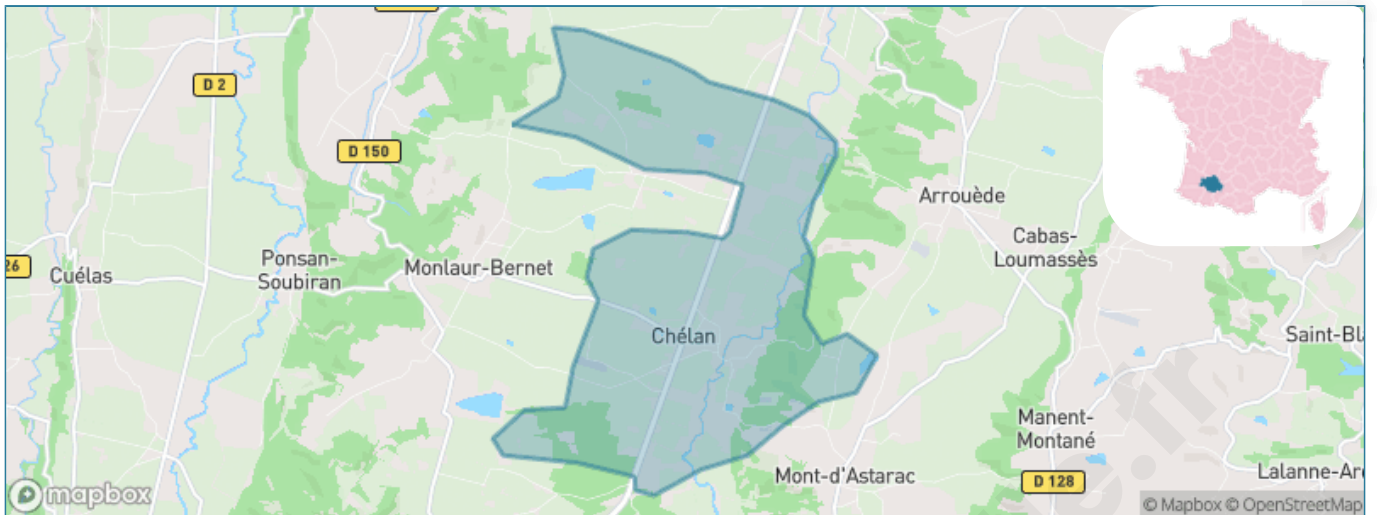 D 2
D 150
Arrouède
Cabas-
Loumassès
26
Cuélas
Ponsan-
Soubiran
Monlaur-Bernet
Chélan
Saint-Bl
Manent-
Montané
Mont-d'Astarac
D 128
Lalanne-Ar
mapbox
© Mapbox © OpenStreetMap